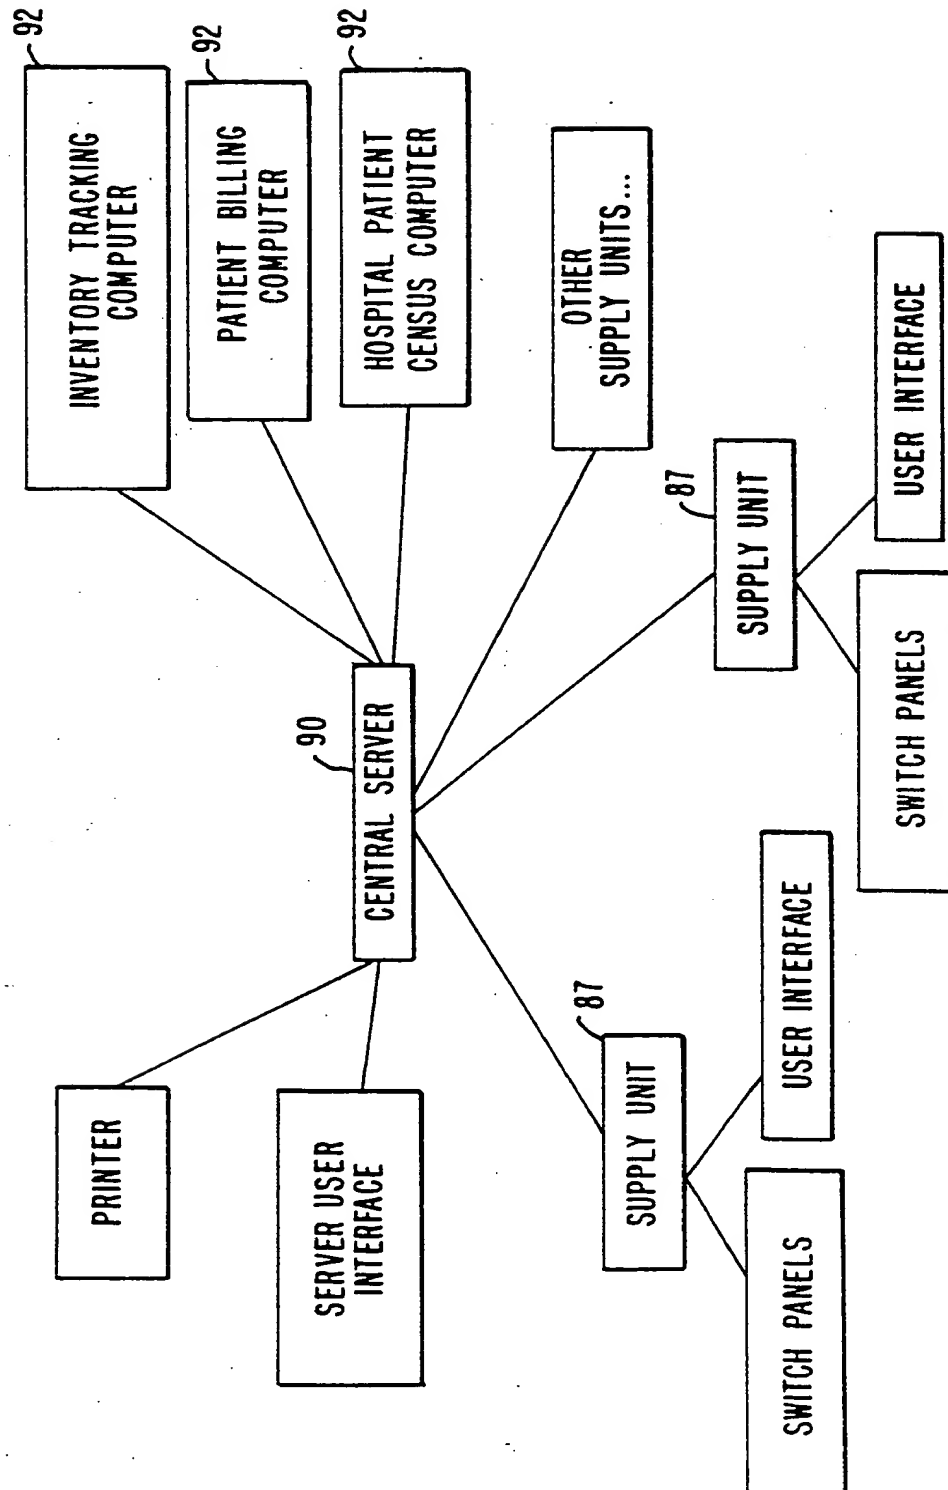 PRINTER
SERVER USER
INTERFACE
90
CENTRAL SERVER
92
INVENTORY TRACKING
COMPUTER
92
PATIENT BILLING
COMPUTER
92
HOSPITAL PATIENT
CENSUS COMPUTER
OTHER
SUPPLY UNITS...
87
SUPPLY UNIT
SWITCH PANELS
USER INTERFACE
87
SUPPLY UNIT
SWITCH PANELS
USER INTERFACE